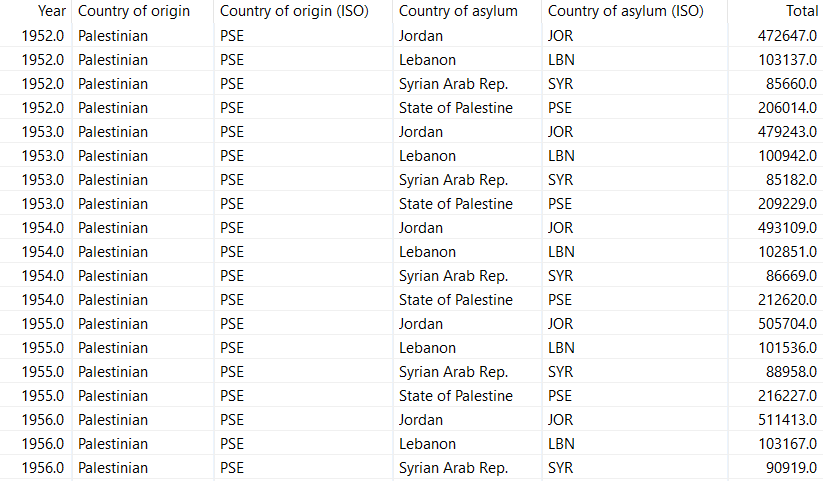 Year Country of origin Country of origin (ISO) Country of asylum Country of asylum (ISO) Total
1952.0 Palestinian PSE Jordan JOR 472647.0
1952.0 Palestinian PSE Lebanon LBN 103137.0
1952.0 Palestinian PSE Syrian Arab Rep. SYR 85660.0
1952.0 Palestinian PSE State of Palestine PSE 206014.0
1953.0 Palestinian PSE Jordan JOR 479243.0
1953.0 Palestinian PSE Lebanon LBN 100942.0
1953.0 Palestinian PSE Syrian Arab Rep. SYR 85182.0
1953.0 Palestinian PSE State of Palestine PSE 209229.0
1954.0 Palestinian PSE Jordan JOR 493109.0
1954.0 Palestinian PSE Lebanon LBN 102851.0
1954.0 Palestinian PSE Syrian Arab Rep. SYR 86669.0
1954.0 Palestinian PSE State of Palestine PSE 212620.0
1955.0 Palestinian PSE Jordan JOR 505704.0
1955.0 Palestinian PSE Lebanon LBN 101536.0
1955.0 Palestinian PSE Syrian Arab Rep. SYR 88958.0
1955.0 Palestinian PSE State of Palestine PSE 216227.0
1956.0 Palestinian PSE Jordan JOR 511413.0
1956.0 Palestinian PSE Lebanon LBN 103167.0
1956.0 Palestinian PSE Syrian Arab Rep. SYR 90919.0